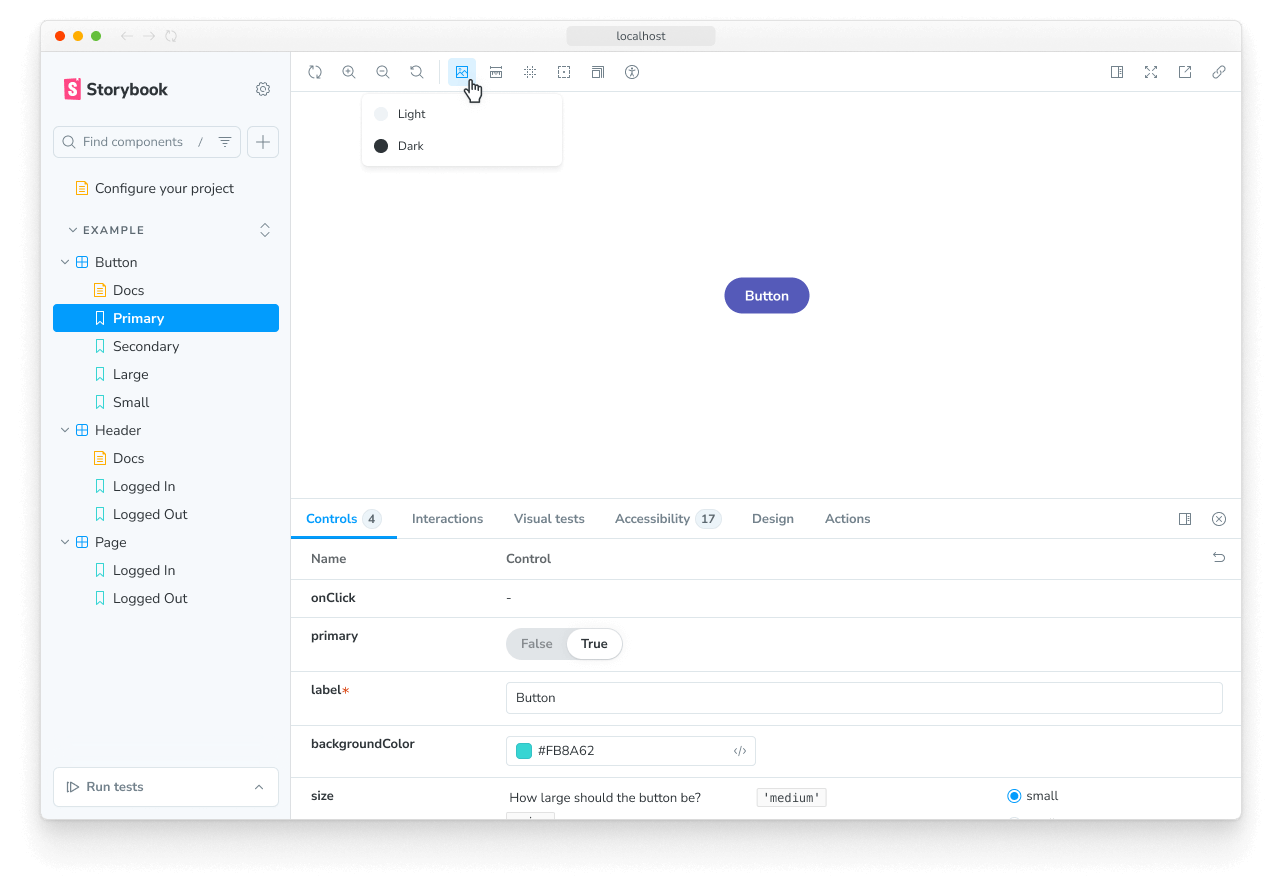 localhost
Storybook
Find components /
Configure your project
EXAMPLE
Button
Docs
Primary
Secondary
Large
Small
Header
Docs
Logged In
Logged Out
Page
Logged In
Logged Out
Run tests
Light
Dark
Button
Controls 4 Interactions Visual tests Accessibility 17 Design Actions
Name Control
onClick -
primary False True
label* Button
backgroundColor #FB8A62 </>
size How large should the button be? 'medium' small